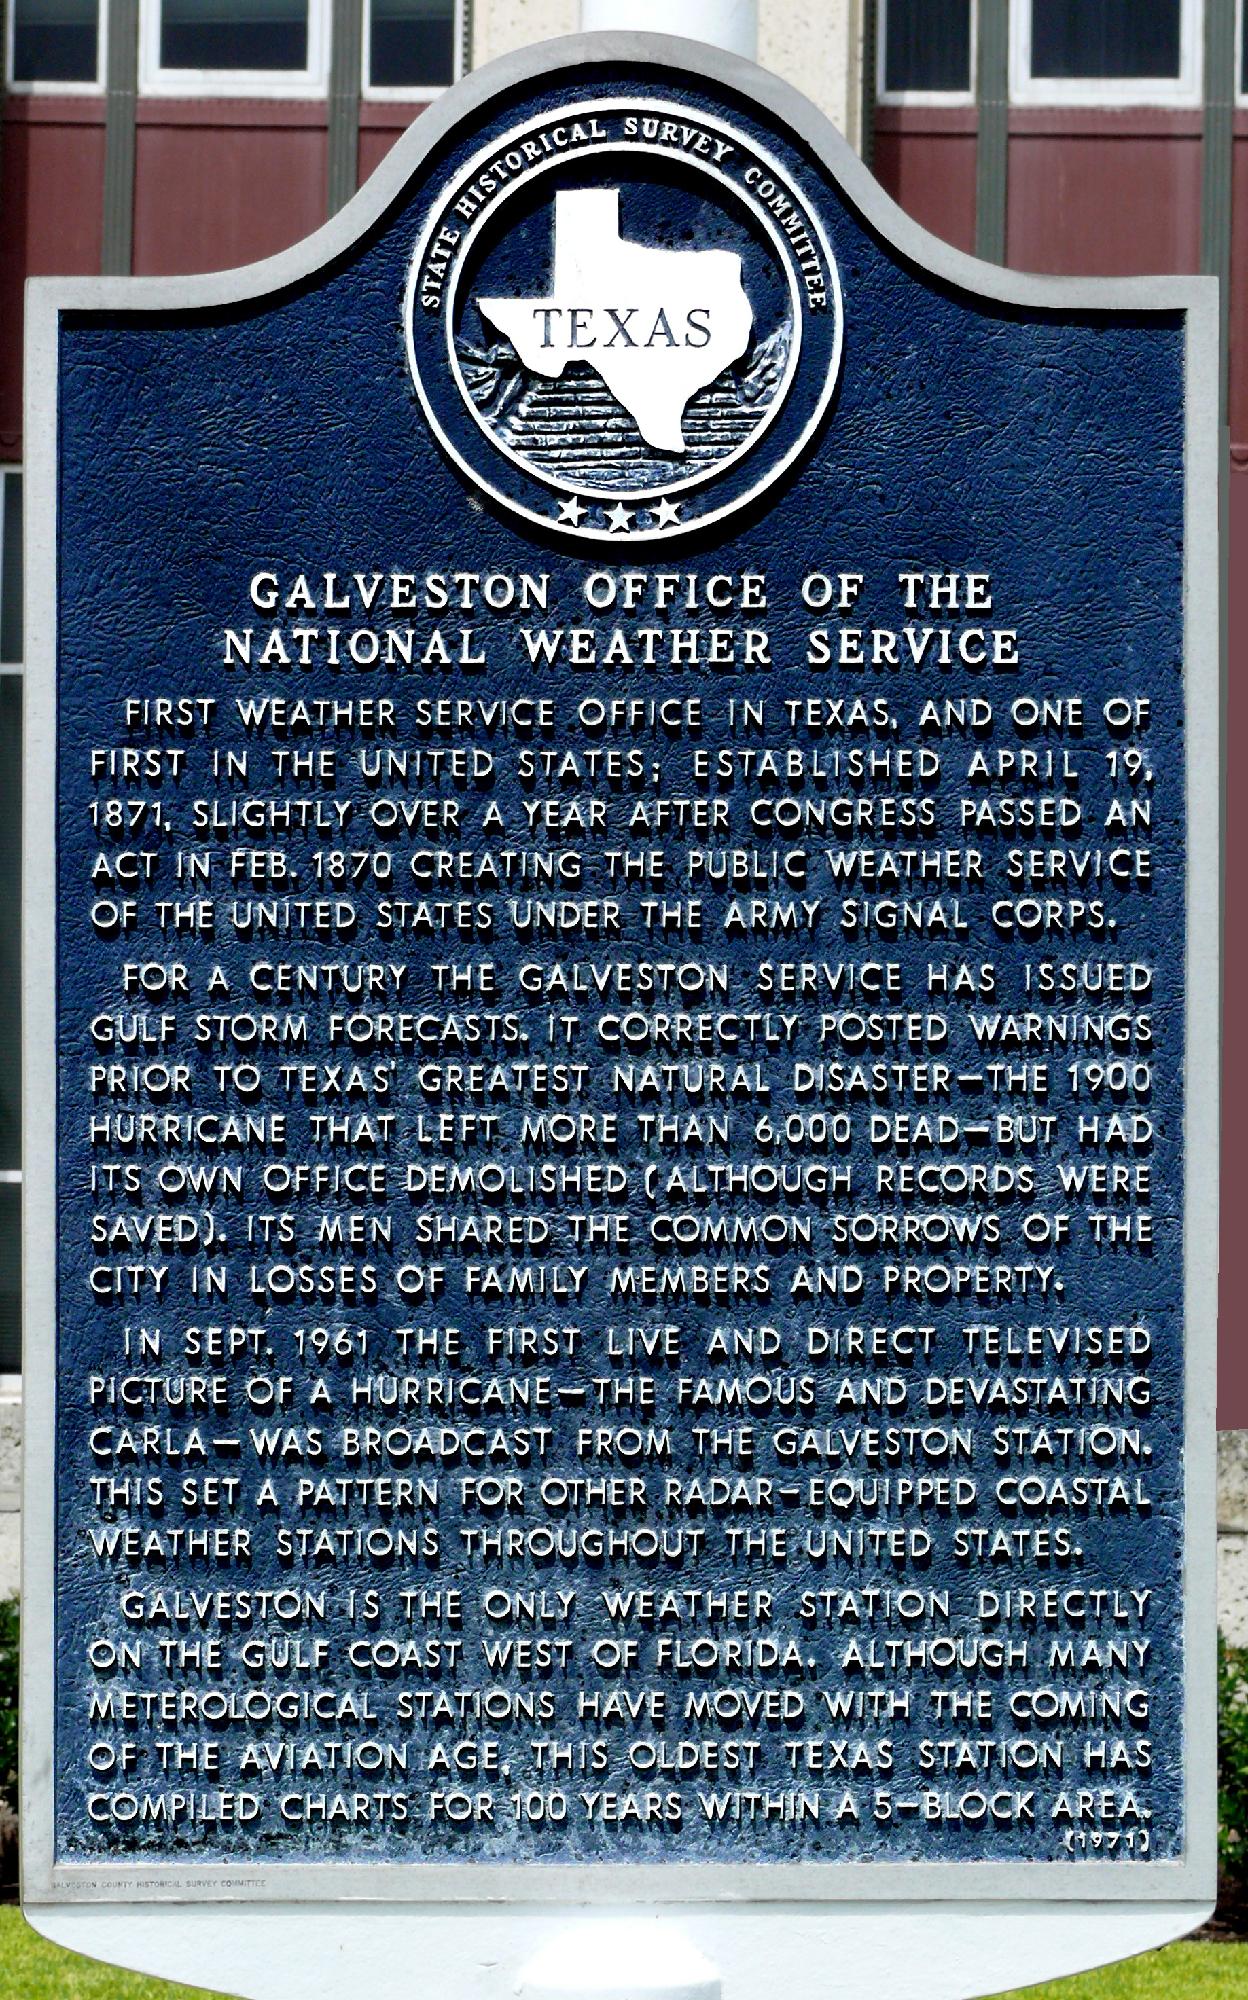 STATE HISTORICAL SURVEY COMMITTEE
TEXAS
GALVESTON OFFICE OF THE
NATIONAL WEATHER SERVICE
FIRST WEATHER SERVICE OFFICE IN TEXAS, AND ONE OF
FIRST IN THE UNITED STATES; ESTABLISHED APRIL 19,
1871, SLIGHTLY OVER A YEAR AFTER CONGRESS PASSED AN
ACT IN FEB. 1870 CREATING THE PUBLIC WEATHER SERVICE
OF THE UNITED STATES UNDER THE ARMY SIGNAL CORPS.
FOR A CENTURY THE GALVESTON SERVICE HAS ISSUED
GULF STORM FORECASTS. IT CORRECTLY POSTED WARNINGS
PRIOR TO TEXAS' GREATEST NATURAL DISASTER—THE 1900
HURRICANE THAT LEFT MORE THAN 6,000 DEAD—BUT HAD
ITS OWN OFFICE DEMOLISHED (ALTHOUGH RECORDS WERE
SAVED). ITS MEN SHARED THE COMMON SORROWS OF THE
CITY IN LOSSES OF FAMILY MEMBERS AND PROPERTY.
IN SEPT. 1961 THE FIRST LIVE AND DIRECT TELEVISED
PICTURE OF A HURRICANE—THE FAMOUS AND DEVASTATING
CARLA—WAS BROADCAST FROM THE GALVESTON STATION.
THIS SET A PATTERN FOR OTHER RADAR-EQUIPPED COASTAL
WEATHER STATIONS THROUGHOUT THE UNITED STATES.
GALVESTON IS THE ONLY WEATHER STATION DIRECTLY
ON THE GULF COAST WEST OF FLORIDA. ALTHOUGH MANY
METEROLOGICAL STATIONS HAVE MOVED WITH THE COMING
OF THE AVIATION AGE, THIS OLDEST TEXAS STATION HAS
COMPILED CHARTS FOR 100 YEARS WITHIN A 5-BLOCK AREA.
(1971)
GALVESTON COUNTY HISTORICAL SURVEY COMMITTEE